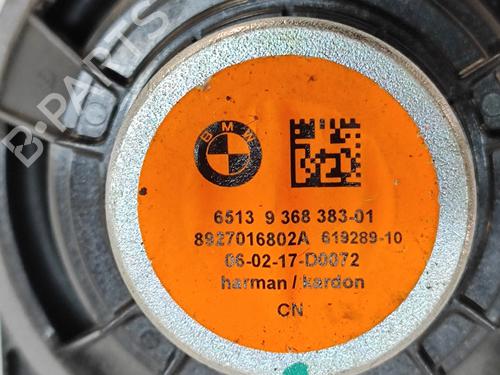 B-PARTS
BMW
6513 9 368 383-01
8927016802A 619289-10
06-02-17-D0072
harman / kardon
CN